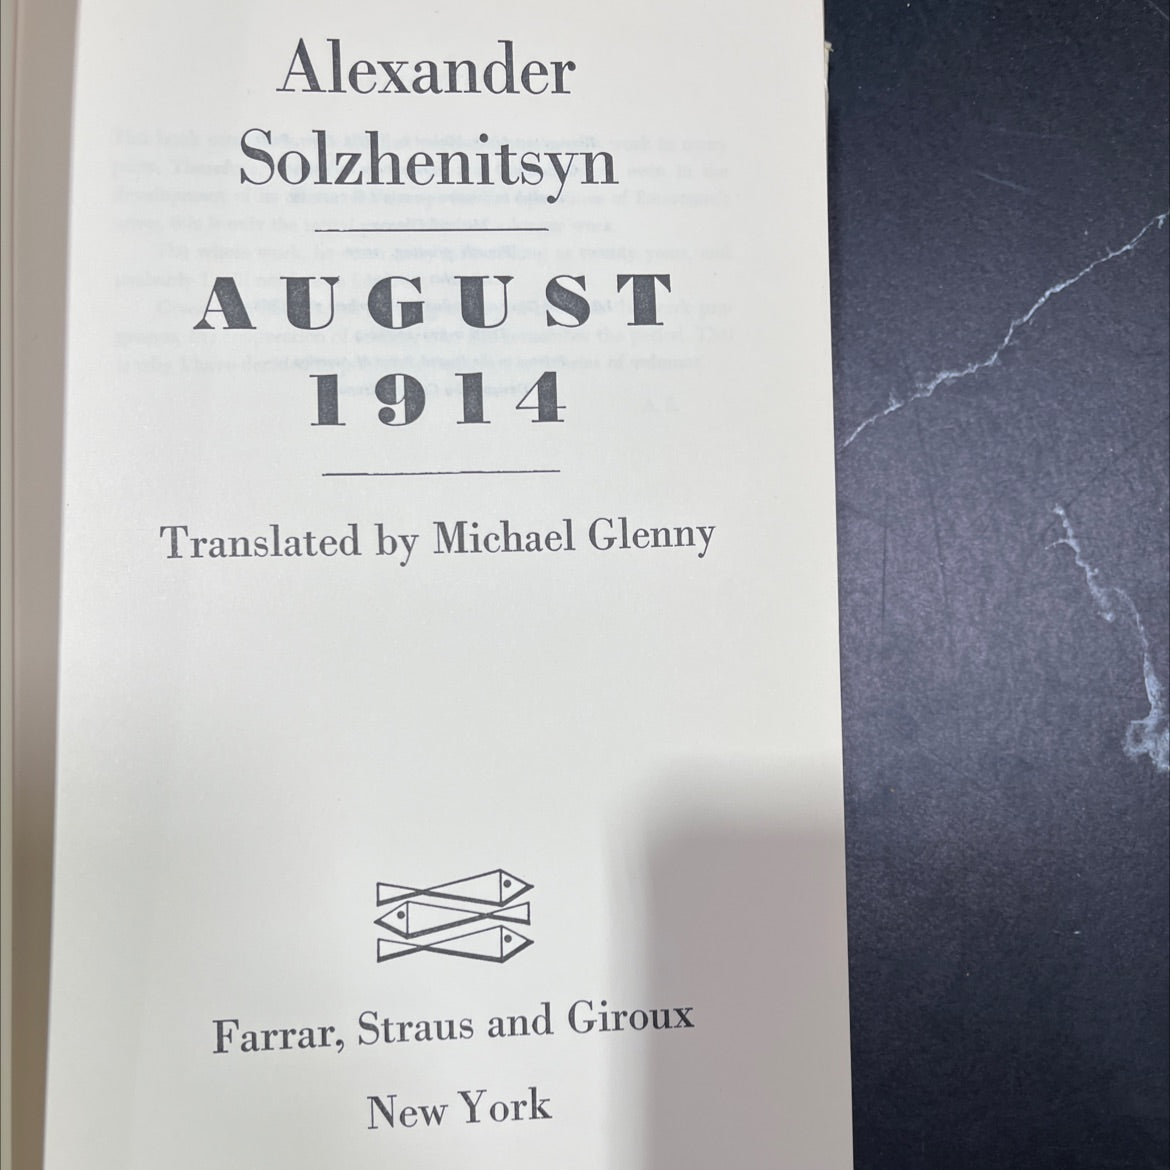 Alexander
Solzhenitsyn
AUGUST
1914
Translated by Michael Glenny
Farrar, Straus and Giroux
New York